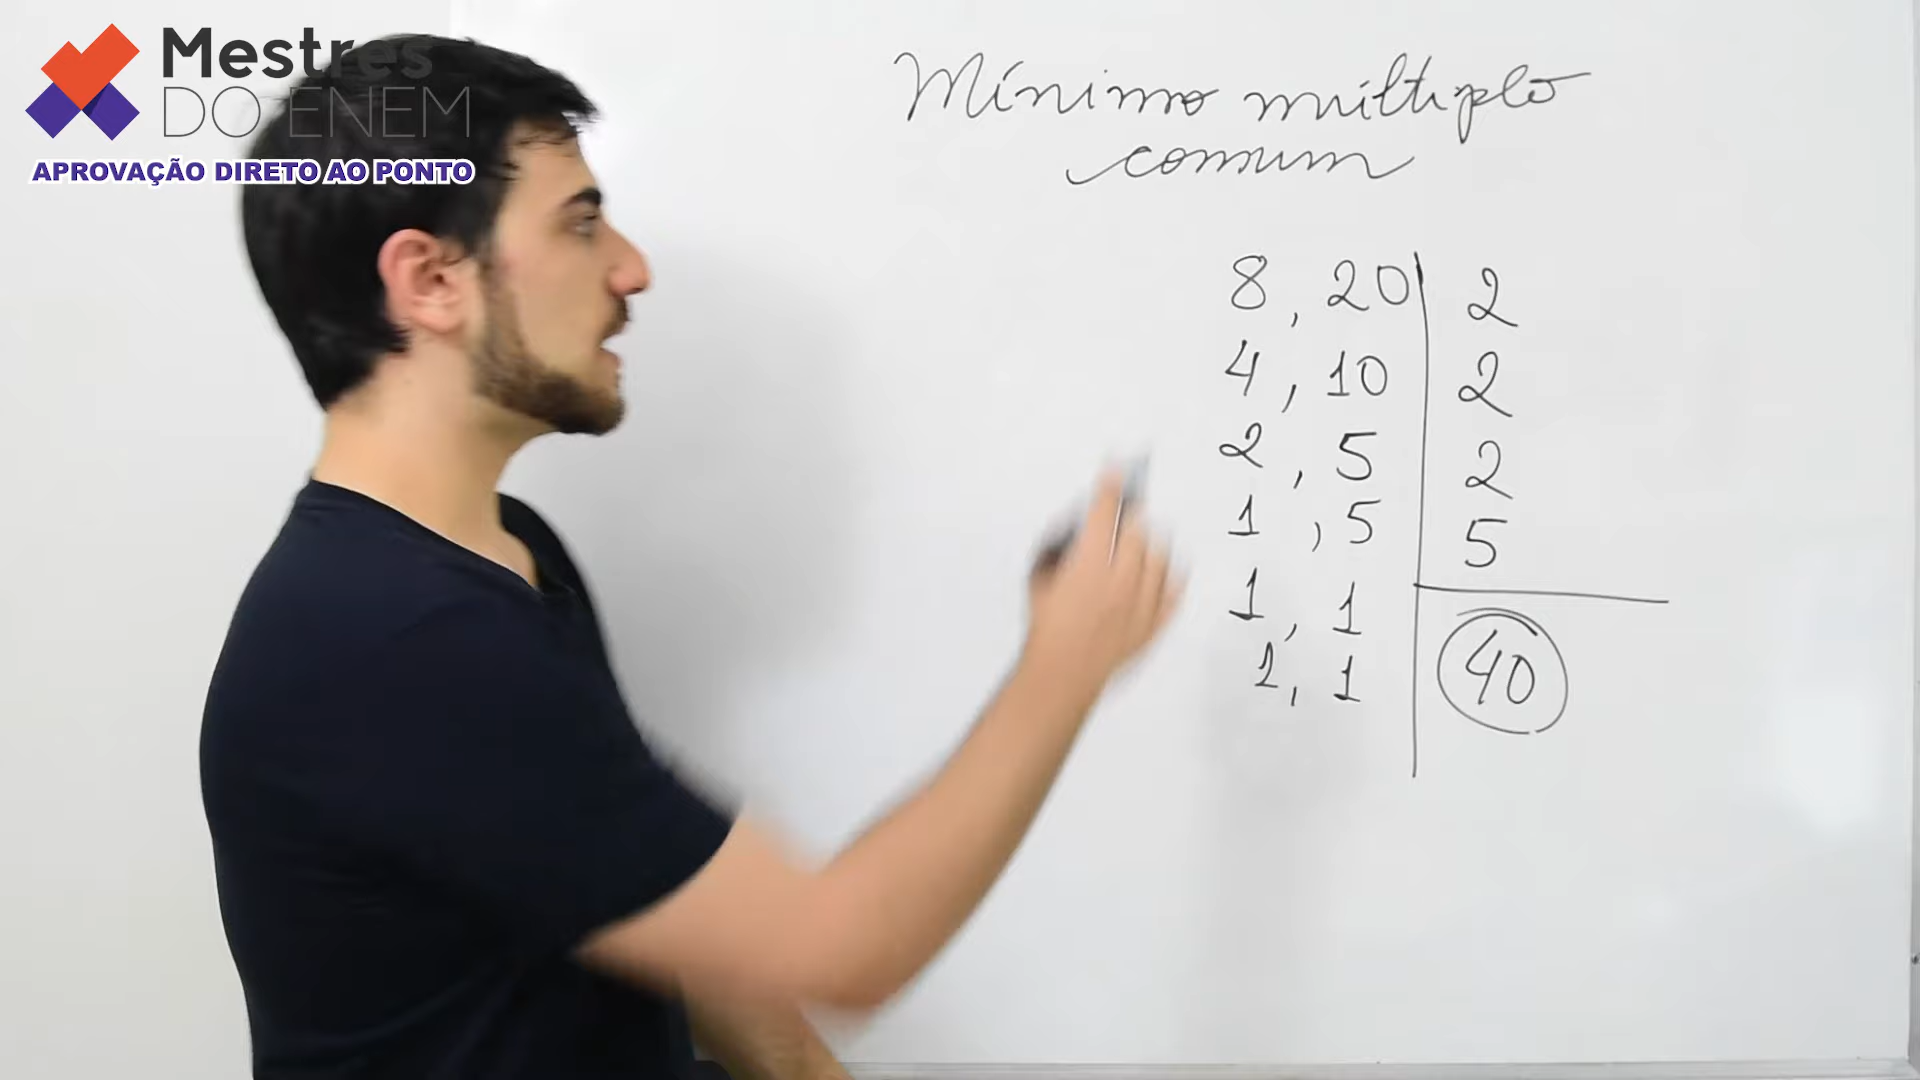 Mestres
DO ENEM
APROVAÇÃO DIRETO AO PONTO
Mínimo múltiplo
comum
8, 20 | 2
4, 10 | 2
2, 5 | 2
1, 5 | 5
1, 1
1, 1 | 40